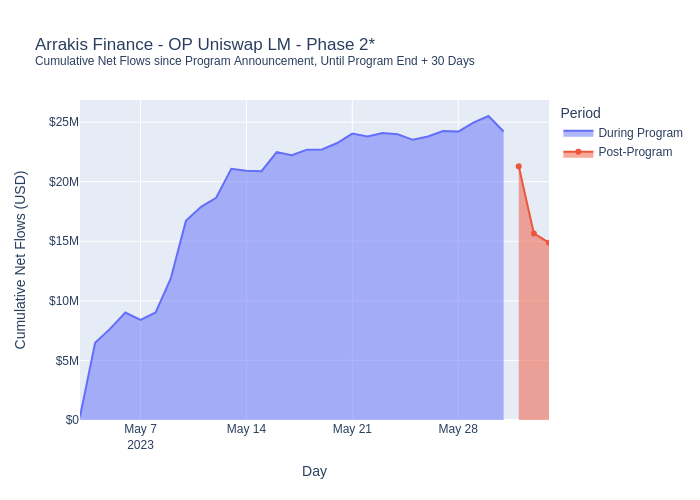 Arrakis Finance - OP Uniswap LM - Phase 2*
Cumulative Net Flows since Program Announcement, Until Program End + 30 Days
Period
During Program
Post-Program
Cumulative Net Flows (USD)
$25M
$20M
$15M
$10M
$5M
$0
May 7
2023
May 14
May 21
May 28
Day